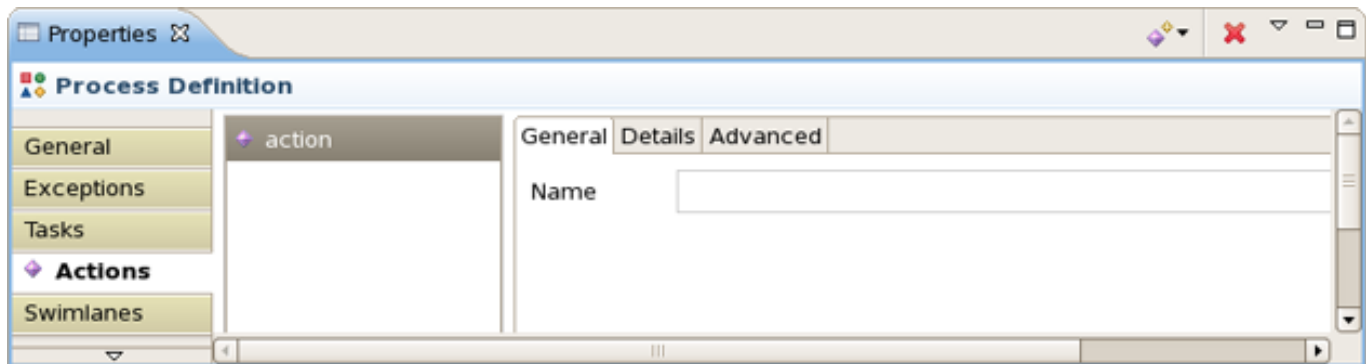 Properties
Process Definition
General
Exceptions
Tasks
Actions
Swimlanes
action
General Details Advanced
Name